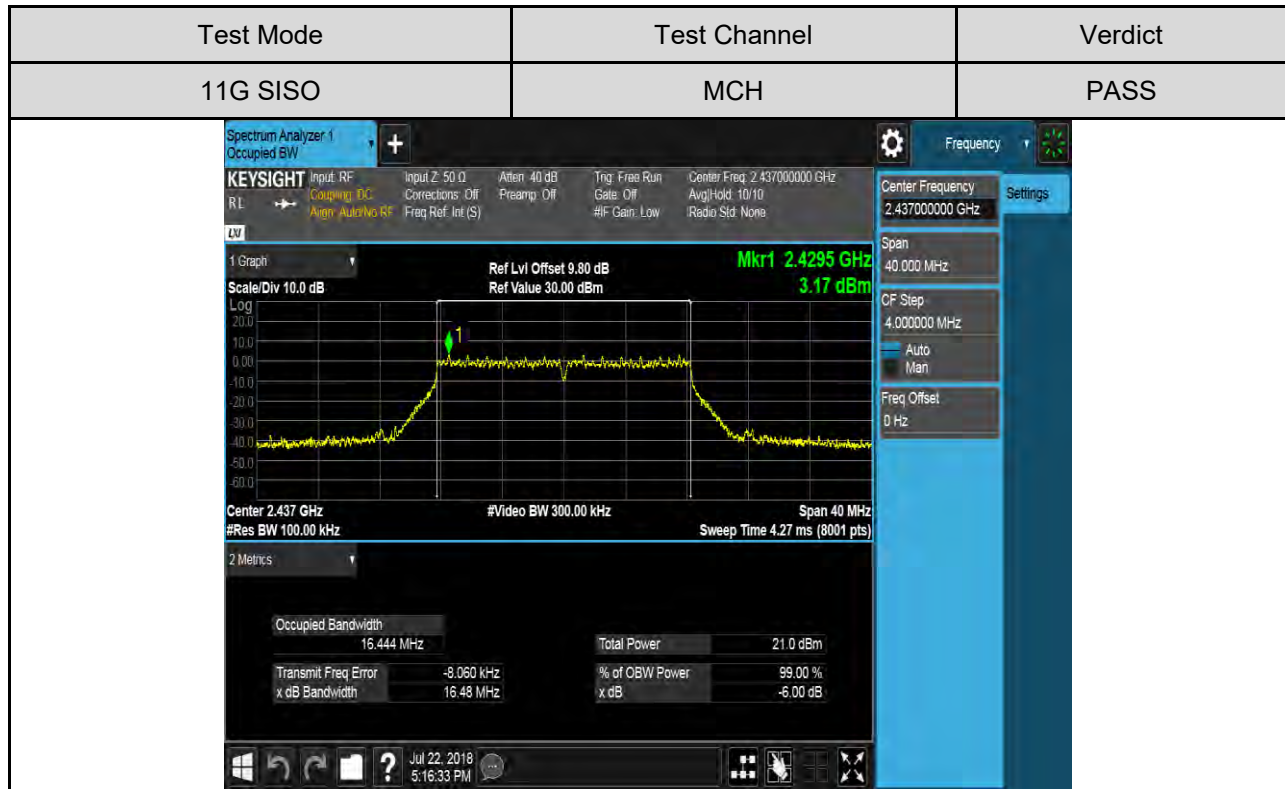 Test Mode Test Channel Verdict
11G SISO MCH PASS
Spectrum Analyzer 1
Occupied BW
+
Frequency
KEYSIGHT Input: RF Input Z: 50 Ω Atten: 40 dB Trig: Free Run Center Freq: 2.437000000 GHz
RL Coupling: DC Corrections: Off Preamp: Off Gate: Off Avg|Hold: 10/10
Align: Auto/No RF Freq Ref: Int (S) #IF Gain: Low Radio Std: None
LXI
Center Frequency
2.437000000 GHz
Settings
Span
40.000 MHz
CF Step
4.000000 MHz
Auto
Man
Freq Offset
0 Hz
1 Graph
Scale/Div 10.0 dB
Ref Lvl Offset 9.80 dB
Ref Value 30.00 dBm
Mkr1 2.4295 GHz
3.17 dBm
Log
20.0
10.0
0.00
-10.0
-20.0
-30.0
-40.0
-50.0
-60.0
1
Center 2.437 GHz #Video BW 300.00 kHz Span 40 MHz
#Res BW 100.00 kHz Sweep Time 4.27 ms (8001 pts)
2 Metrics
Occupied Bandwidth
16.444 MHz
Total Power 21.0 dBm
Transmit Freq Error -8.060 kHz % of OBW Power 99.00 %
x dB Bandwidth 16.48 MHz x dB -6.00 dB
?
Jul 22, 2018
5:16:33 PM